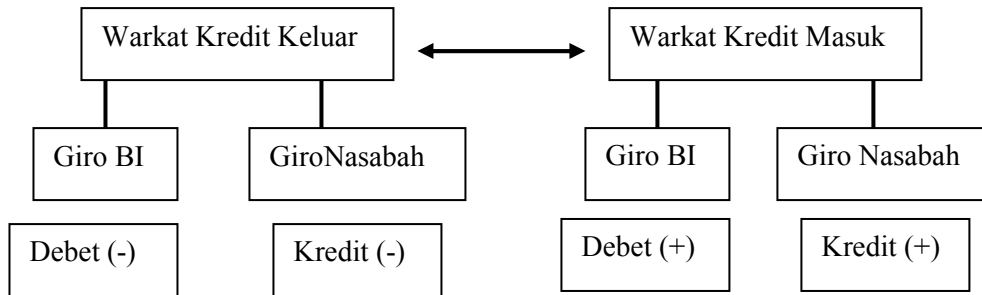 Warkat Kredit Keluar
Warkat Kredit Masuk
Giro BI
GiroNasabah
Giro BI
Giro Nasabah
Debet (-)
Kredit (-)
Debet (+)
Kredit (+)